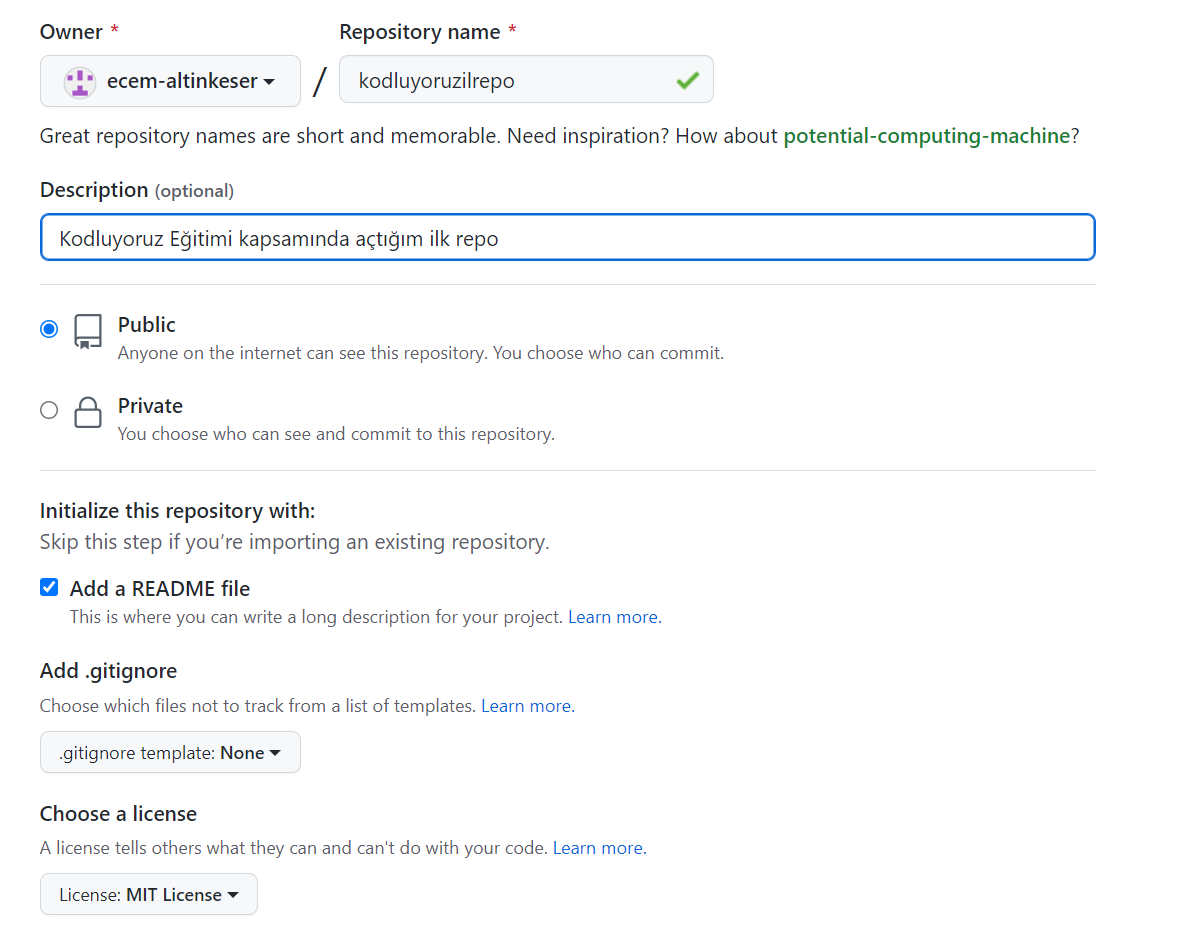 Owner * Repository name *
ecem-altinkeser / kodluyoruzilrepo
Great repository names are short and memorable. Need inspiration? How about potential-computing-machine?
Description (optional)
Kodluyoruz Eğitimi kapsamında açtığım ilk repo
Public
Anyone on the internet can see this repository. You choose who can commit.
Private
You choose who can see and commit to this repository.
Initialize this repository with:
Skip this step if you’re importing an existing repository.
Add a README file
This is where you can write a long description for your project. Learn more.
Add .gitignore
Choose which files not to track from a list of templates. Learn more.
.gitignore template: None
Choose a license
A license tells others what they can and can't do with your code. Learn more.
License: MIT License